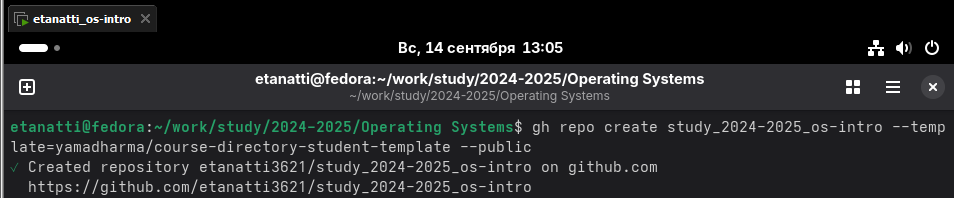 etanatti_os-intro
Вс, 14 сентября 13:05
etanatti@fedora:~/work/study/2024-2025/Operating Systems
~/work/study/2024-2025/Operating Systems
etanatti@fedora:~/work/study/2024-2025/Operating Systems$ gh repo create study_2024-2025_os-intro --temp
late=yamadharma/course-directory-student-template --public
✓ Created repository etanatti3621/study_2024-2025_os-intro on github.com
https://github.com/etanatti3621/study_2024-2025_os-intro